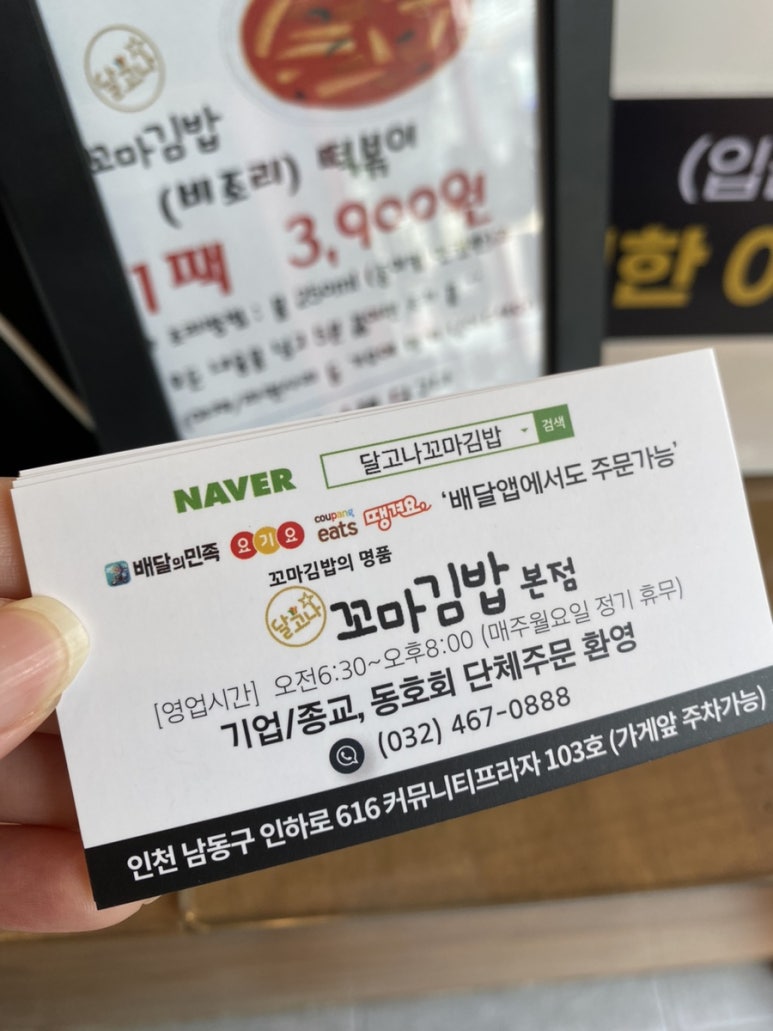 달고나
꼬마김밥
(비조리) 떡볶이
1팩 3,900원
(입
한
NAVER 달고나꼬마김밥 검색
배달의민족 요기요 coupang eats 땡겨요 '배달앱에서도 주문가능'
꼬마김밥의 명품
달고나 꼬마김밥 본점
[영업시간] 오전6:30~오후8:00 (매주월요일 정기 휴무)
기업/종교, 동호회 단체주문 환영
(032) 467-0888
인천 남동구 인하로 616 커뮤니티프라자 103호 (가게앞 주차가능)